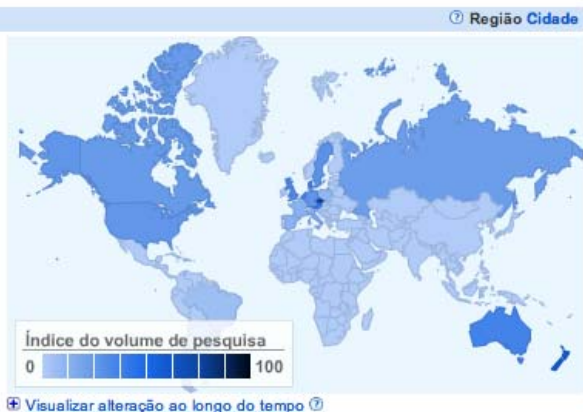 Região Cidade
Índice do volume de pesquisa
0 100
Visualizar alteração ao longo do tempo